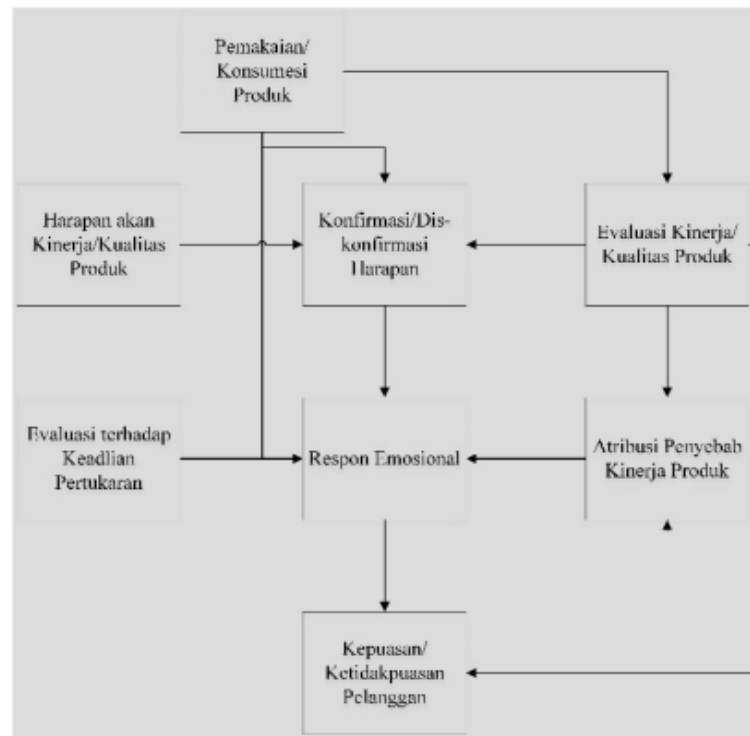 Pemakaian/
Konsumesi
Produk
Harapan akan
Kinerja/Kualitas
Produk
Konfirmasi/Dis-
konfirmasi
Harapan
Evaluasi Kinerja/
Kualitas Produk
Evaluasi terhadap
Keadlian
Pertukaran
Respon Emosional
Atribusi Penyebab
Kinerja Produk
Kepuasan/
Ketidakpuasan
Pelanggan